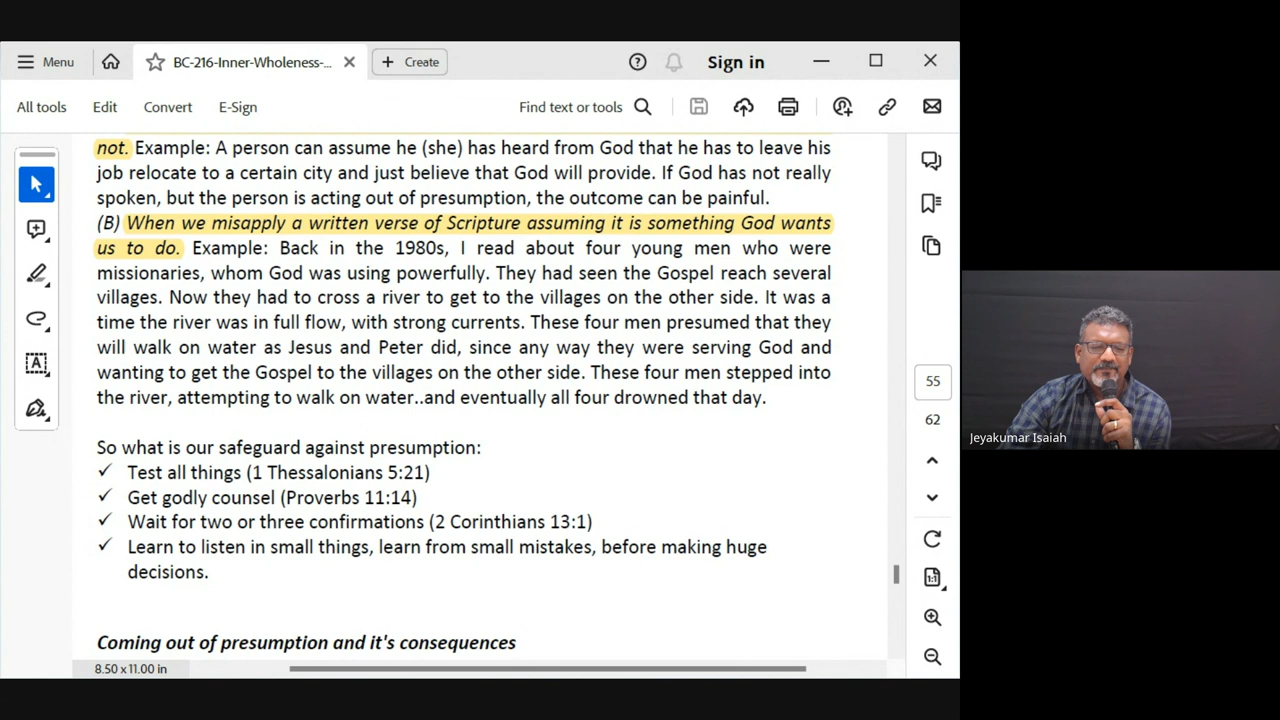 Menu
BC-216-Inner-Wholeness-...
Create
Sign in
All tools
Edit
Convert
E-Sign
Find text or tools
not. Example: A person can assume he (she) has heard from God that he has to leave his
job relocate to a certain city and just believe that God will provide. If God has not really
spoken, but the person is acting out of presumption, the outcome can be painful.
(B) When we misapply a written verse of Scripture assuming it is something God wants
us to do. Example: Back in the 1980s, I read about four young men who were
missionaries, whom God was using powerfully. They had seen the Gospel reach several
villages. Now they had to cross a river to get to the villages on the other side. It was a
time the river was in full flow, with strong currents. These four men presumed that they
will walk on water as Jesus and Peter did, since any way they were serving God and
wanting to get the Gospel to the villages on the other side. These four men stepped into
the river, attempting to walk on water..and eventually all four drowned that day.
So what is our safeguard against presumption:
✓ Test all things (1 Thessalonians 5:21)
✓ Get godly counsel (Proverbs 11:14)
✓ Wait for two or three confirmations (2 Corinthians 13:1)
✓ Learn to listen in small things, learn from small mistakes, before making huge
decisions.
Coming out of presumption and it's consequences
8.50 x 11.00 in
55
62
1:1
Jeyakumar Isaiah